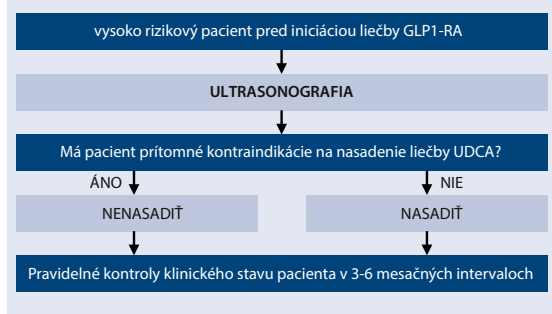 vysoko rizikový pacient pred iniciáciou liečby GLP1-RA
ULTRASONOGRAFIA
Má pacient prítomné kontraindikácie na nasadenie liečby UDCA?
ÁNO
NIE
NENASADIŤ
NASADIŤ
Pravidelné kontroly klinického stavu pacienta v 3-6 mesačných intervaloch